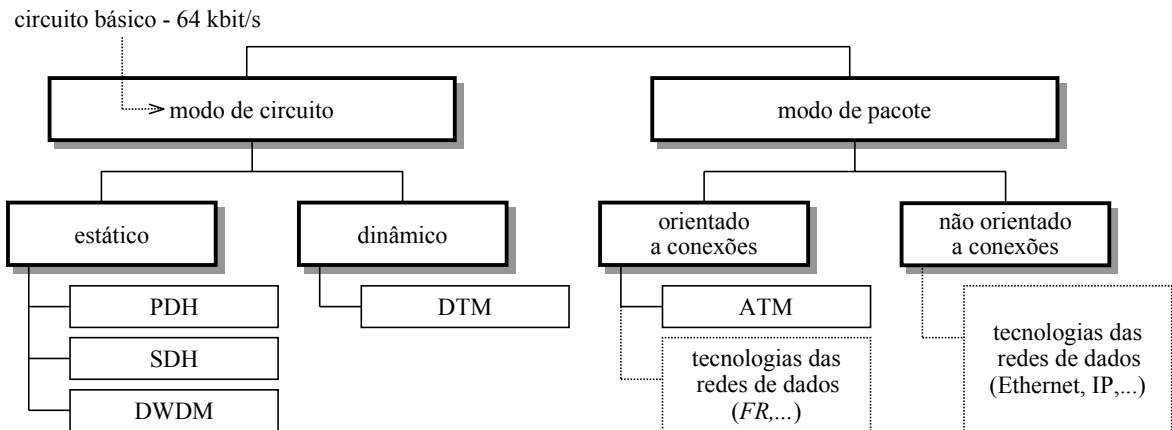 circuito básico - 64 kbit/s
modo de circuito
modo de pacote
estático
dinâmico
orientado
a conexões
não orientado
a conexões
PDH
SDH
DWDM
DTM
ATM
tecnologias das
redes de dados
(FR,...)
tecnologias das
redes de dados
(Ethernet, IP,...)